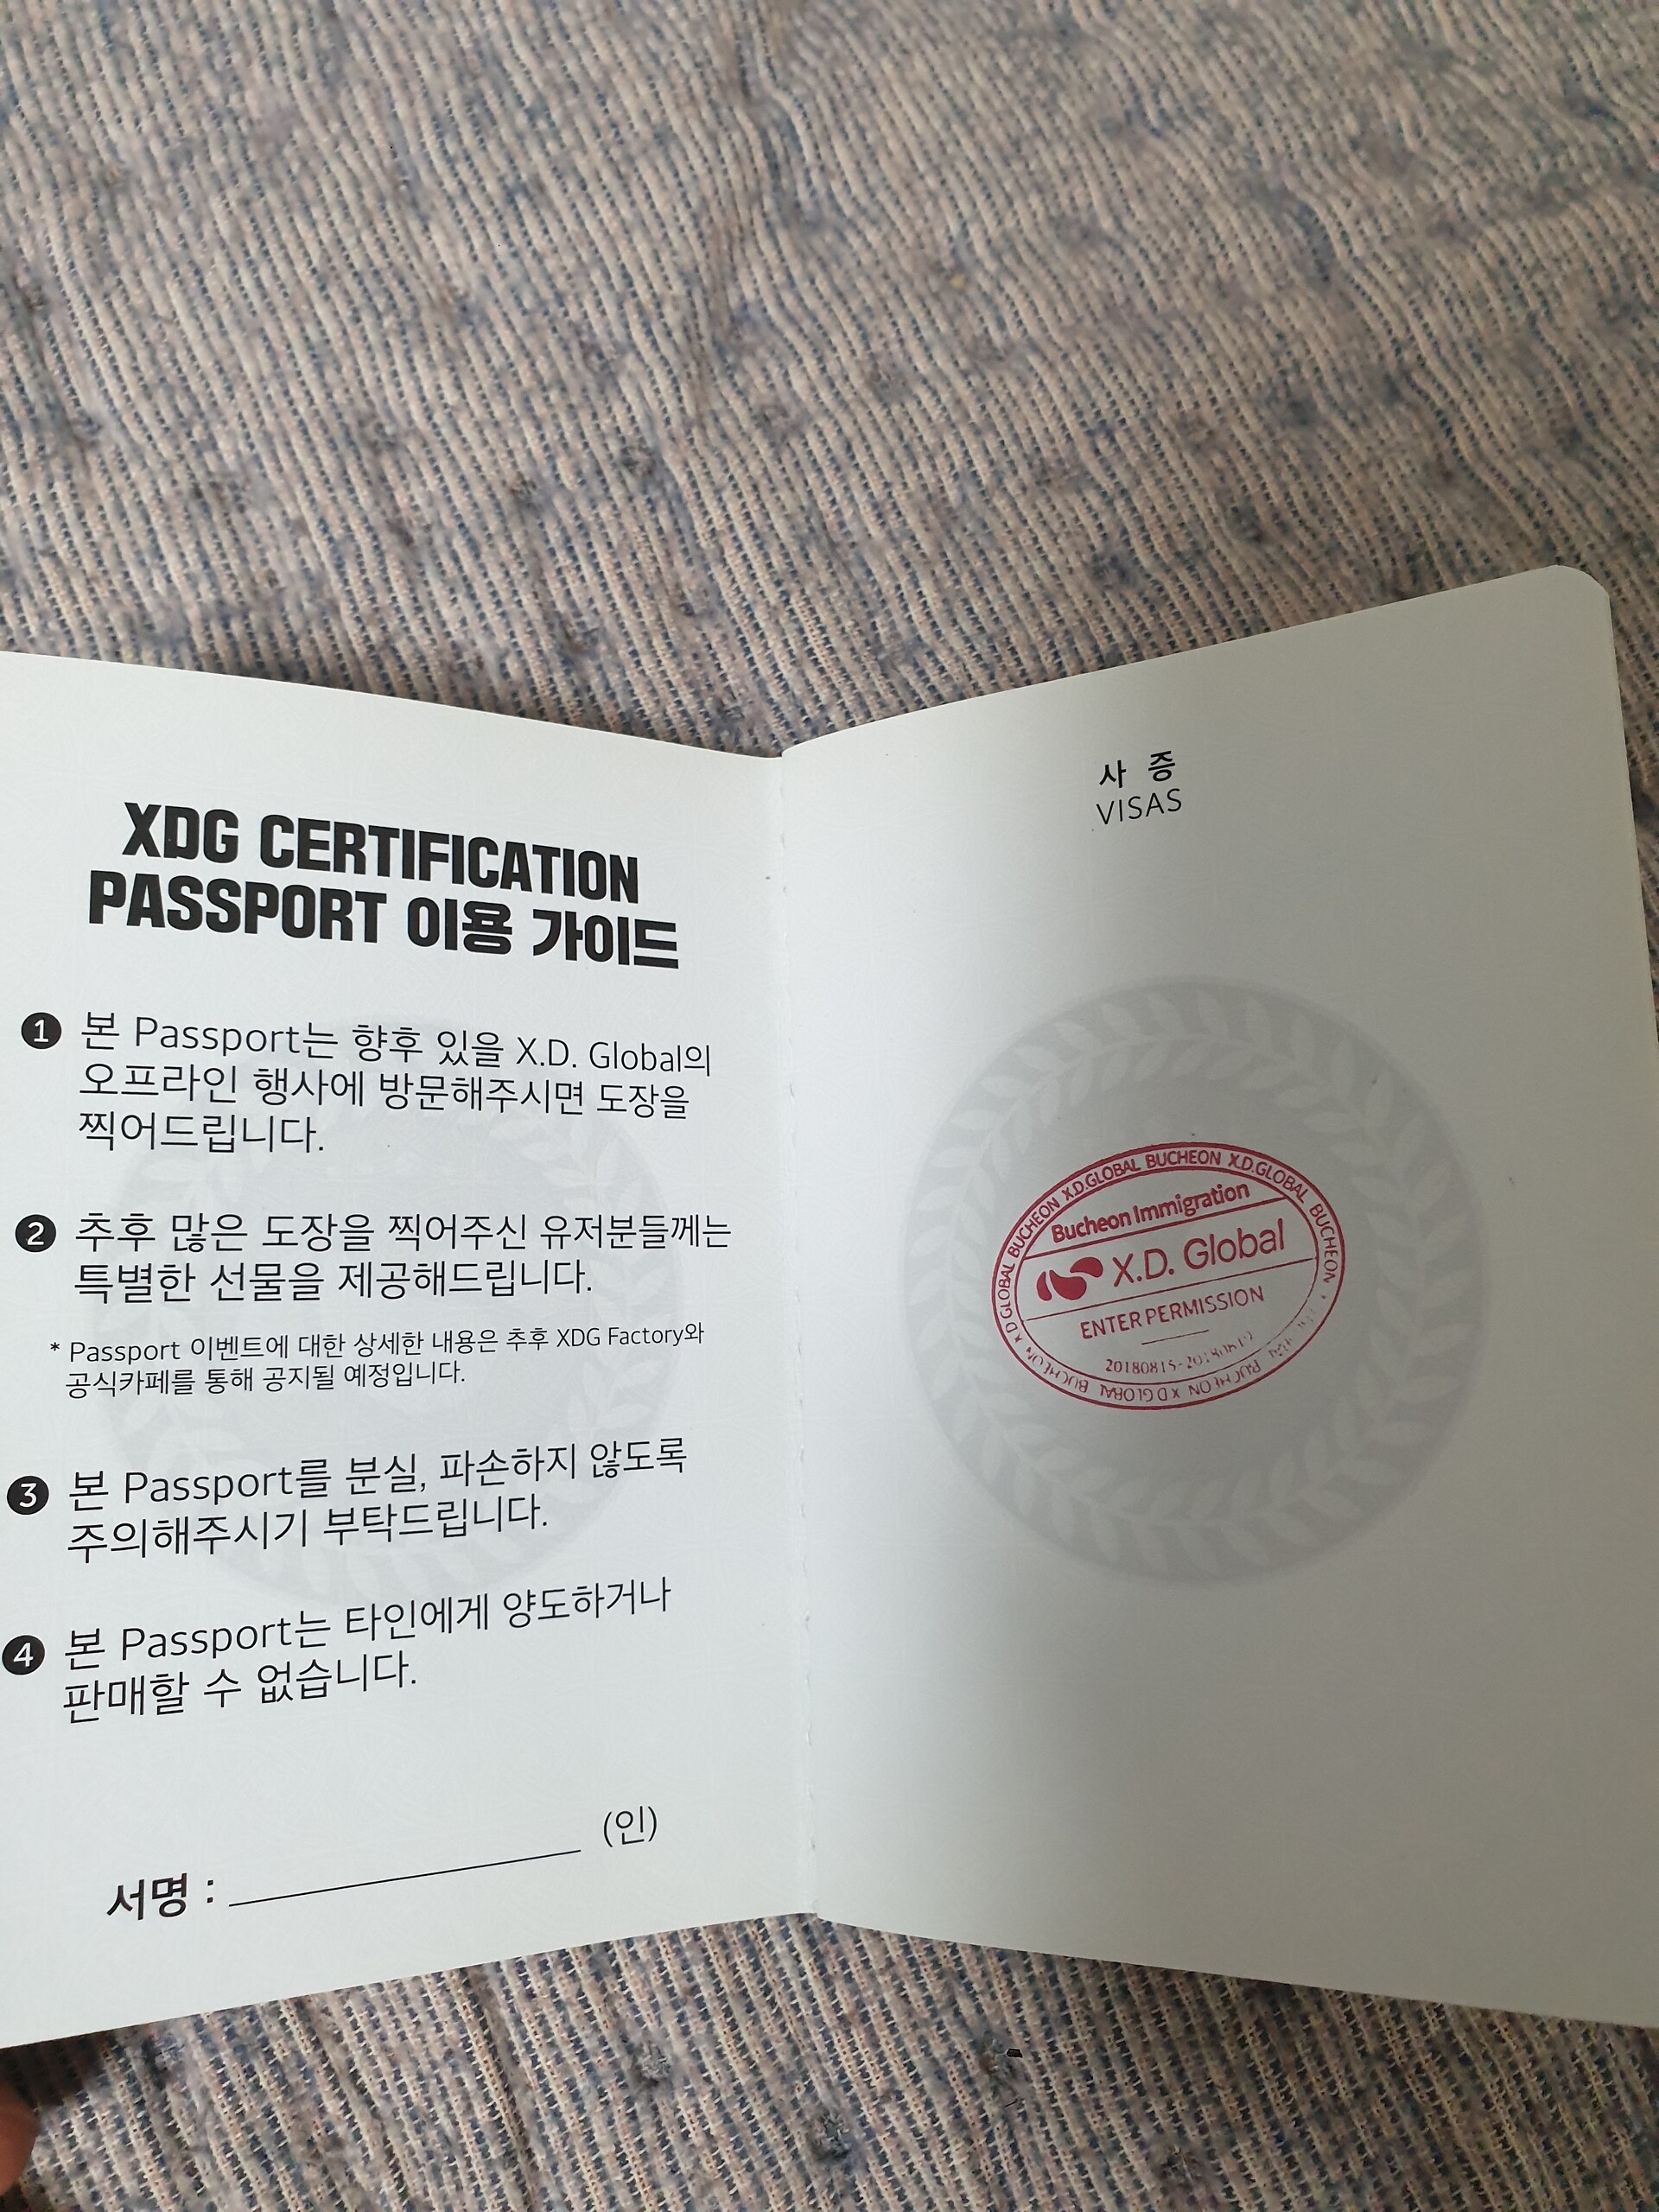 XDG CERTIFICATION
PASSPORT 이용 가이드
1 본 Passport는 향후 있을 X.D. Global의
오프라인 행사에 방문해주시면 도장을
찍어드립니다.
2 추후 많은 도장을 찍어주신 유저분들께는
특별한 선물을 제공해드립니다.
* Passport 이벤트에 대한 상세한 내용은 추후 XDG Factory와
공식카페를 통해 공지될 예정입니다.
3 본 Passport를 분실, 파손하지 않도록
주의해주시기 부탁드립니다.
4 본 Passport는 타인에게 양도하거나
판매할 수 없습니다.
서명 : (인)
사 증
VISAS
X.D.GLOBAL BUCHEON X.D.GLOBAL BUCHEON X.D.GLOBAL BUCHEON
Bucheon Immigration
X.D. Global
ENTER PERMISSION
20180815-
BUCHEON X.D.GLOBAL BUCHEON